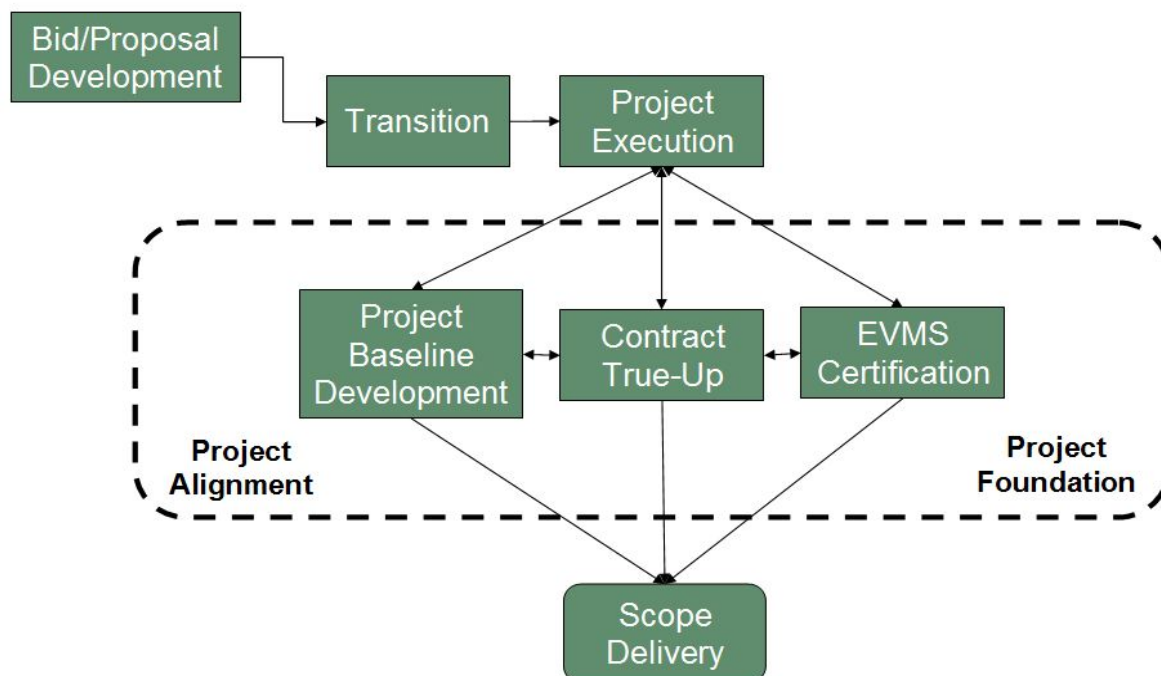 Bid/Proposal
Development
Transition
Project
Execution
Project
Baseline
Development
Contract
True-Up
EVMS
Certification
Project
Alignment
Project
Foundation
Scope
Delivery